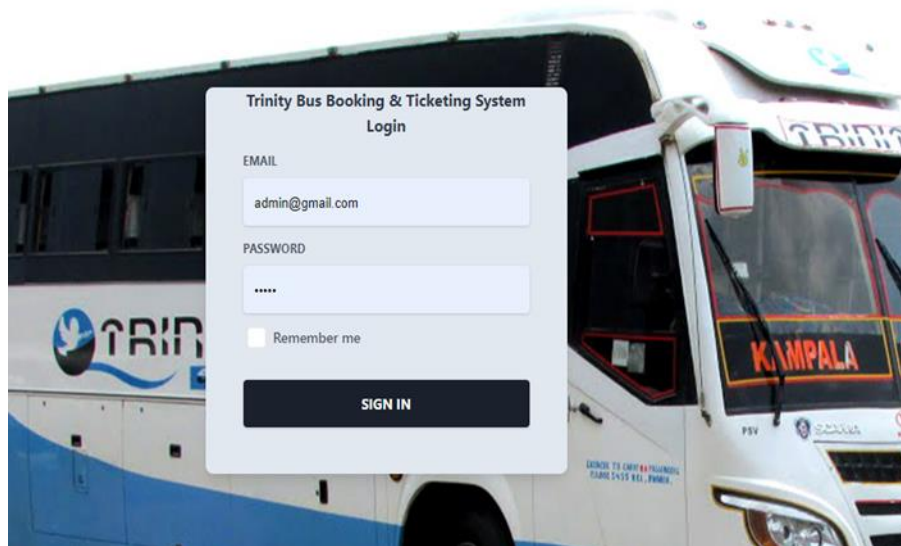 Trinity Bus Booking & Ticketing System
Login
EMAIL
admin@gmail.com
PASSWORD
•••••
Remember me
SIGN IN
TRIN
TRINIT
KAMPALA
PSV
SCANIA